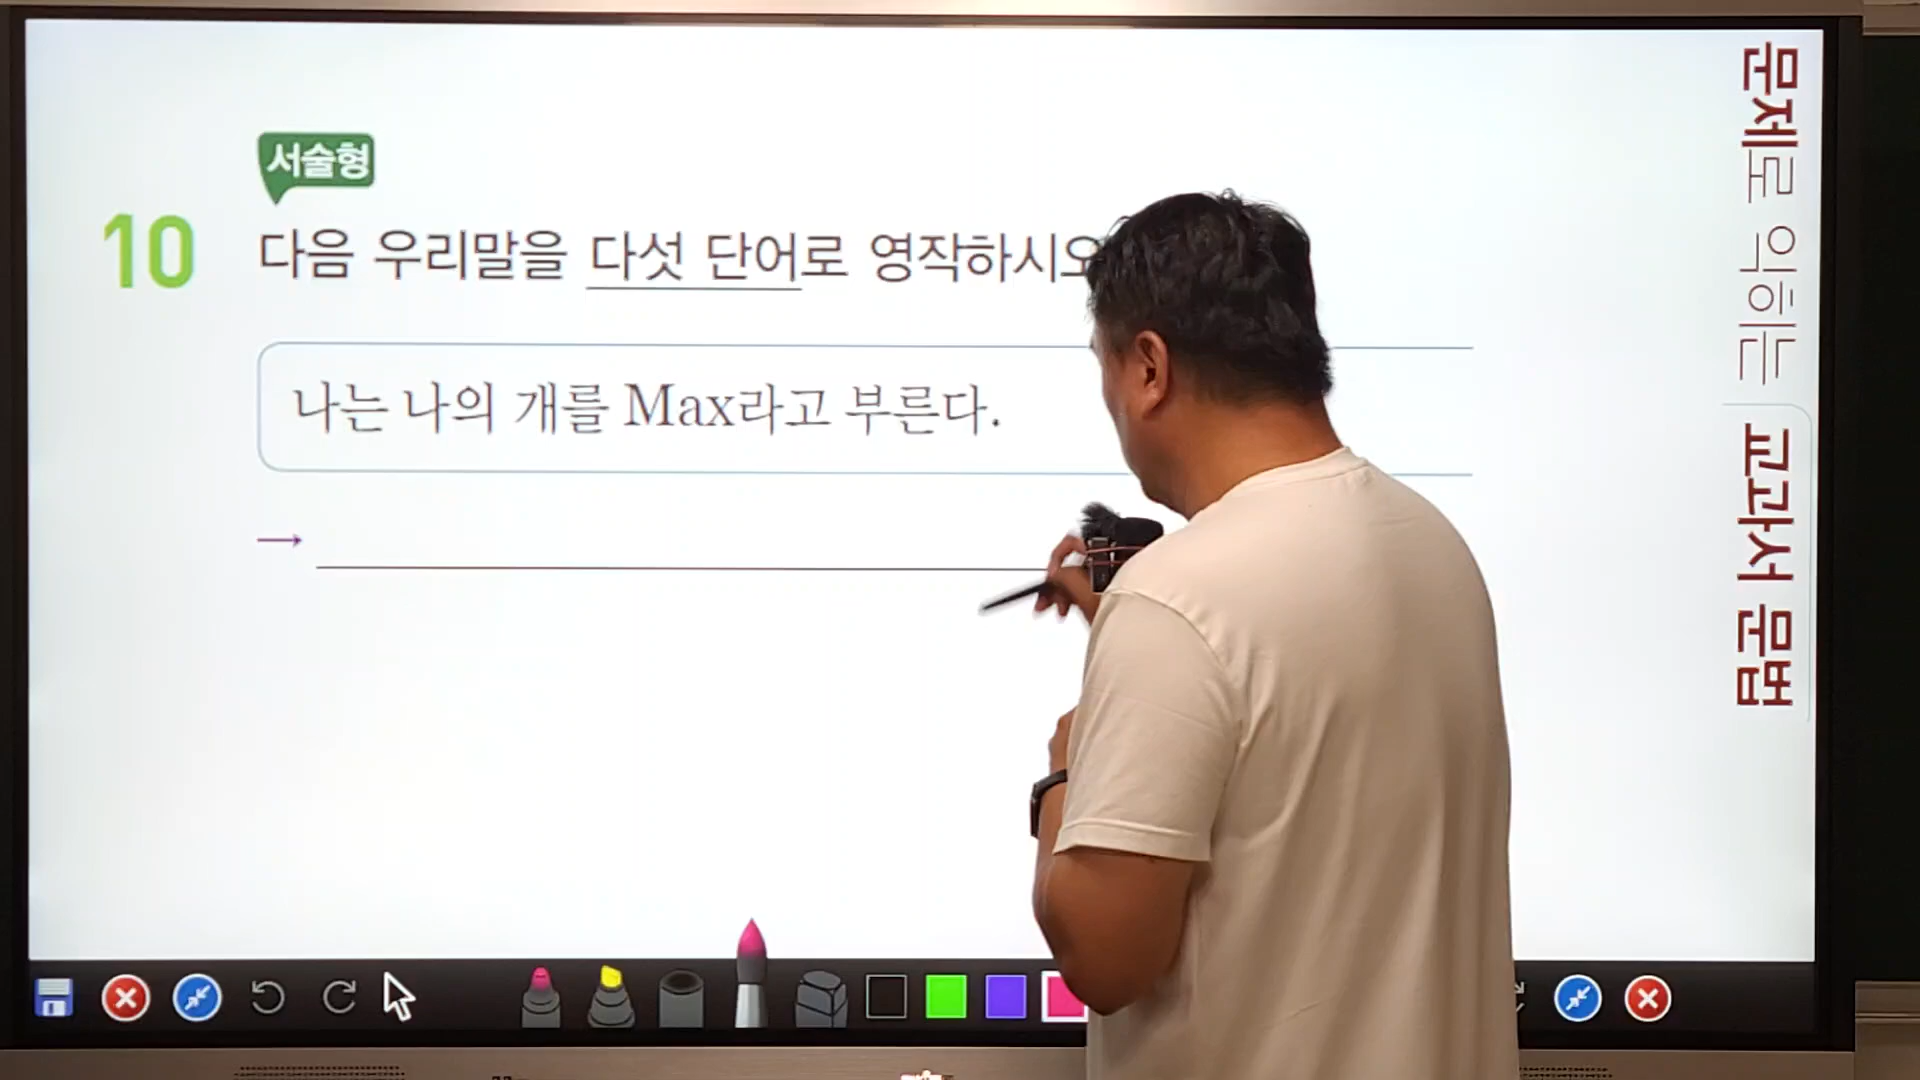 서술형
10 다음 우리말을 다섯 단어로 영작하시오
나는 나의 개를 Max라고 부른다.
→
문제로 익히는 교과서 문법